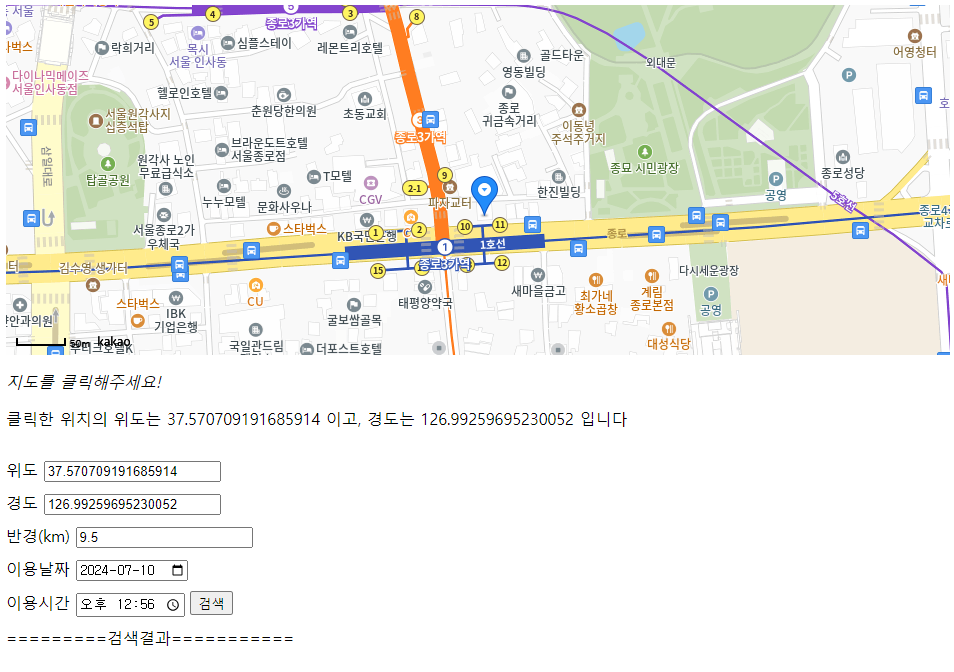 서울
5
4
5
종로3가역
3
8
타벅스
락희거리
목시
서울 인사동
심플스테이
레몬트리호텔
골드타운
영동빌딩
외대문
어영청터
P
다이나믹메이즈
서울인사동점
헬로인호텔
서울원각사지
십층석탑
춘원당한의원
초동교회
3
종로3가역
종로
귀금속거리
이동녕
주석주거지
삼일대로
브라운도트호텔
서울종로점
원각사 노인
무료급식소
탑골공원
T모텔
CGV
9
2-1
파자교터
한진빌딩
종묘 시민광장
P
공영
종로성당
5호선
누누모텔
문화사우나
서울종로2가
우체국
스타벅스
KB국민은행
1
2
10
11
1
1호선
종로
종로4
교차로
터
김수영 생가터
15
종로3가역
12
새마을금고
다시세운광장
P
공영
스타벅스
IBK
기업은행
CU
태평양약국
최가네
황소곱창
계림
종로본점
새마
안과의원
굴보쌈골목
국일관드림
더포스트호텔
대성식당
50m
kakao
지도를 클릭해주세요!
클릭한 위치의 위도는 37.570709191685914 이고, 경도는 126.99259695230052 입니다
위도 37.570709191685914
경도 126.99259695230052
반경(km) 9.5
이용날짜 2024-07-10
이용시간 오후 12:56 검색
=========검색결과===========